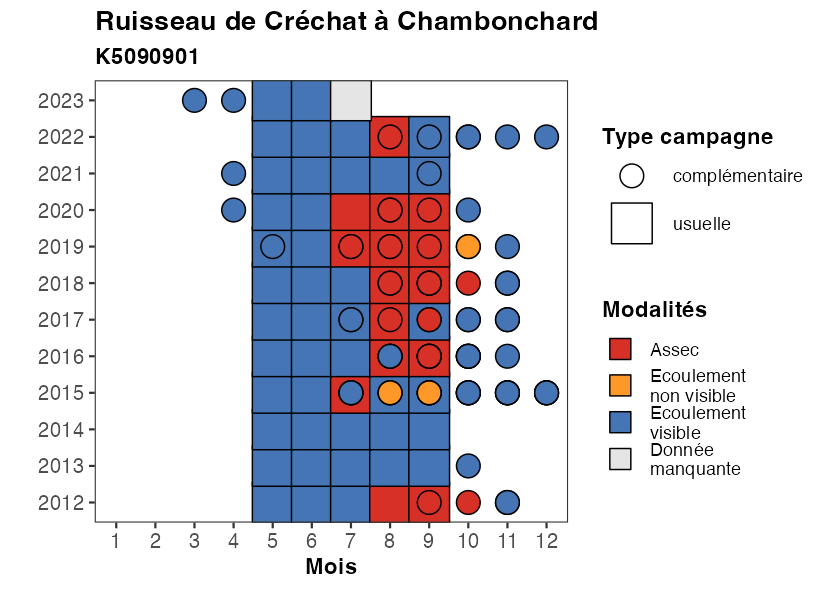 Ruisseau de Créchat à Chambonchard
K5090901
2023
2022
2021
2020
2019
2018
2017
2016
2015
2014
2013
2012
1 2 3 4 5 6 7 8 9 10 11 12
Mois
Type campagne
complémentaire
usuelle
Modalités
Assec
Ecoulement
non visible
Ecoulement
visible
Donnée
manquante